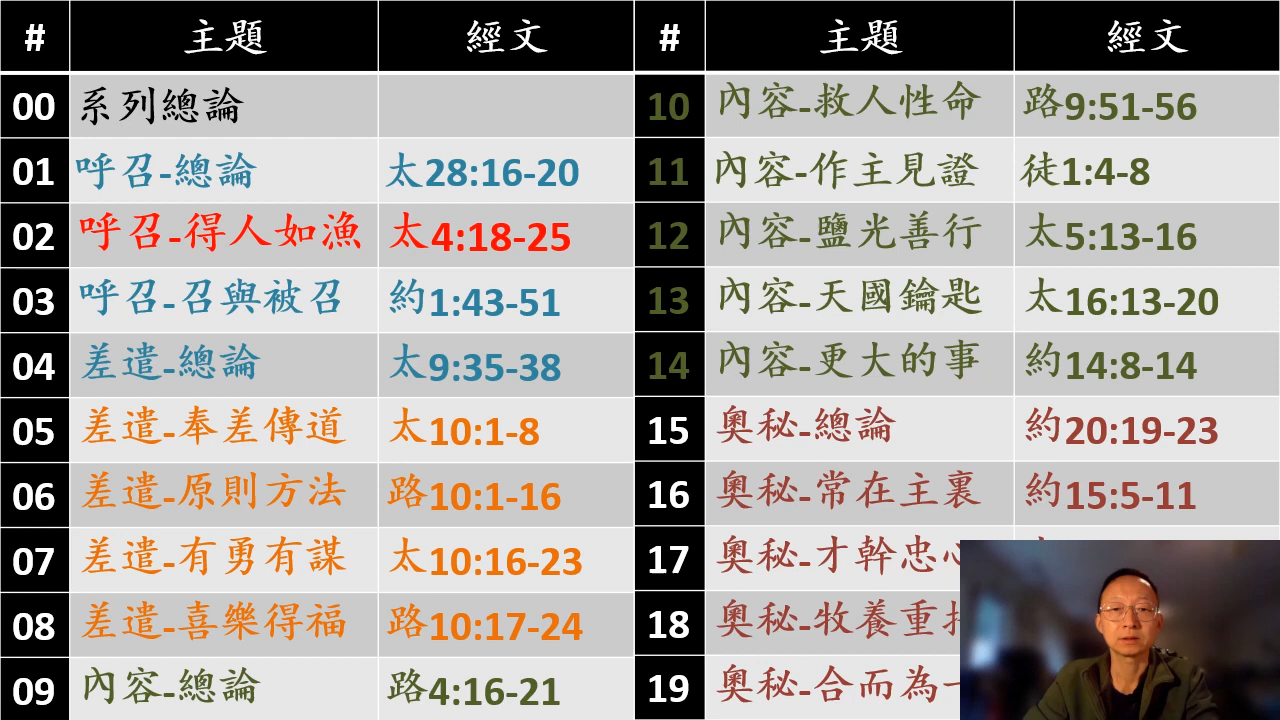 # 主題 經文 # 主題 經文
00 系列總論 10 內容-救人性命 路9:51-56
01 呼召-總論 太28:16-20 11 內容-作主見證 徒1:4-8
02 呼召-得人如漁 太4:18-25 12 內容-鹽光善行 太5:13-16
03 呼召-召與被召 約1:43-51 13 內容-天國鑰匙 太16:13-20
04 差遣-總論 太9:35-38 14 內容-更大的事 約14:8-14
05 差遣-奉差傳道 太10:1-8 15 奧秘-總論 約20:19-23
06 差遣-原則方法 路10:1-16 16 奧秘-常在主裏 約15:5-11
07 差遣-有勇有謀 太10:16-23 17 奧秘-才幹忠
08 差遣-喜樂得福 路10:17-24 18 奧秘-牧養重
09 內容-總論 路4:16-21 19 奧秘-合而為